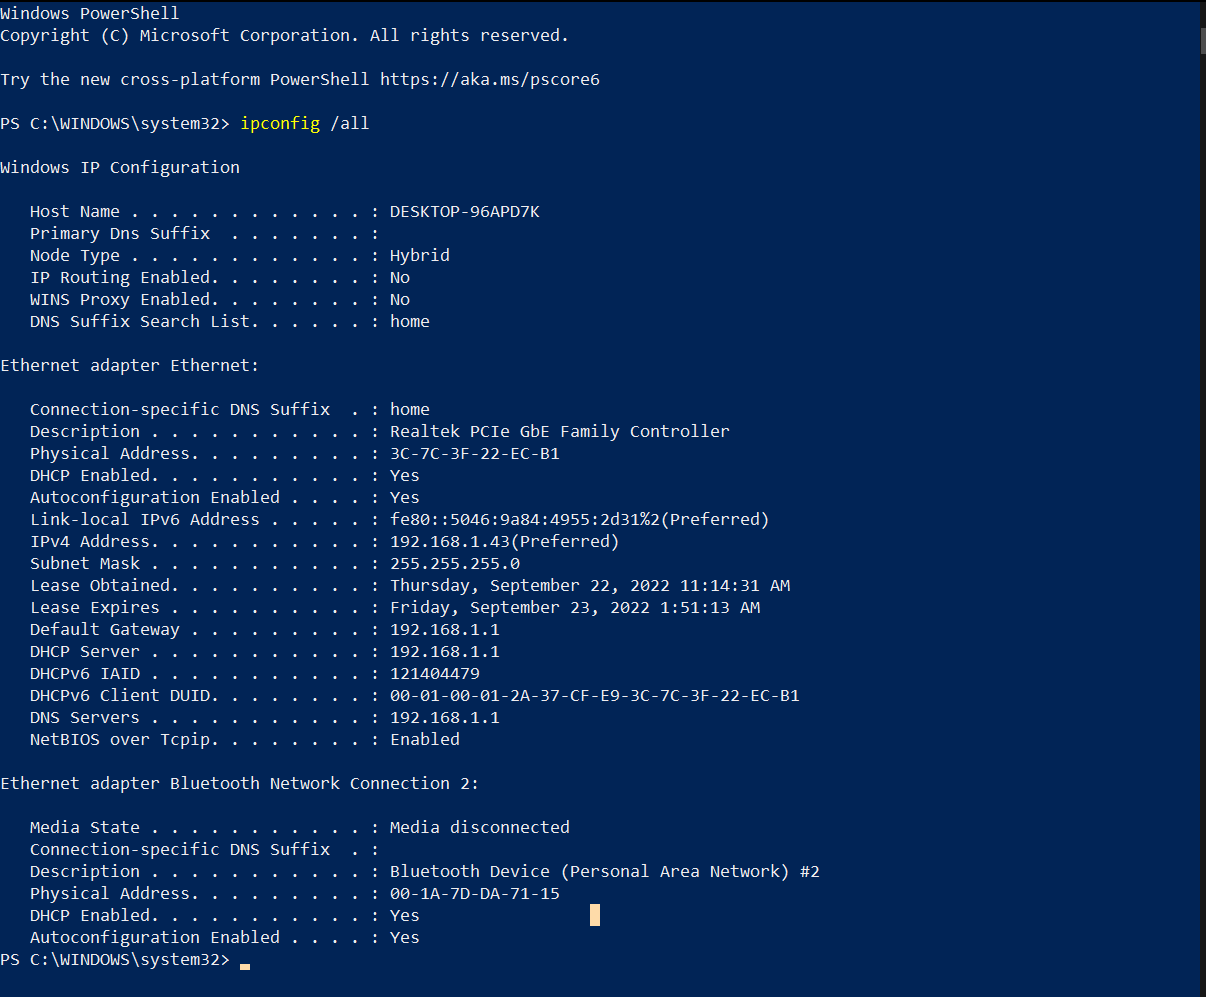 Windows PowerShell
Copyright (C) Microsoft Corporation. All rights reserved.
Try the new cross-platform PowerShell https://aka.ms/pscore6
PS C:\WINDOWS\system32> ipconfig /all
Windows IP Configuration
Host Name . . . . . . . . . . . . : DESKTOP-96APD7K
Primary Dns Suffix  . . . . . . . :
Node Type . . . . . . . . . . . . : Hybrid
IP Routing Enabled. . . . . . . . : No
WINS Proxy Enabled. . . . . . . . : No
DNS Suffix Search List. . . . . . : home
Ethernet adapter Ethernet:
Connection-specific DNS Suffix  . : home
Description . . . . . . . . . . . : Realtek PCIe GbE Family Controller
Physical Address. . . . . . . . . : 3C-7C-3F-22-EC-B1
DHCP Enabled. . . . . . . . . . . : Yes
Autoconfiguration Enabled . . . . : Yes
Link-local IPv6 Address . . . . . : fe80::5046:9a84:4955:2d31%2(Preferred)
IPv4 Address. . . . . . . . . . . : 192.168.1.43(Preferred)
Subnet Mask . . . . . . . . . . . : 255.255.255.0
Lease Obtained. . . . . . . . . . : Thursday, September 22, 2022 11:14:31 AM
Lease Expires . . . . . . . . . . : Friday, September 23, 2022 1:51:13 AM
Default Gateway . . . . . . . . . : 192.168.1.1
DHCP Server . . . . . . . . . . . : 192.168.1.1
DHCPv6 IAID . . . . . . . . . . . : 121404479
DHCPv6 Client DUID. . . . . . . . : 00-01-00-01-2A-37-CF-E9-3C-7C-3F-22-EC-B1
DNS Servers . . . . . . . . . . . : 192.168.1.1
NetBIOS over Tcpip. . . . . . . . : Enabled
Ethernet adapter Bluetooth Network Connection 2:
Media State . . . . . . . . . . . : Media disconnected
Connection-specific DNS Suffix  . :
Description . . . . . . . . . . . : Bluetooth Device (Personal Area Network) #2
Physical Address. . . . . . . . . : 00-1A-7D-DA-71-15
DHCP Enabled. . . . . . . . . . . : Yes
Autoconfiguration Enabled . . . . : Yes
PS C:\WINDOWS\system32>